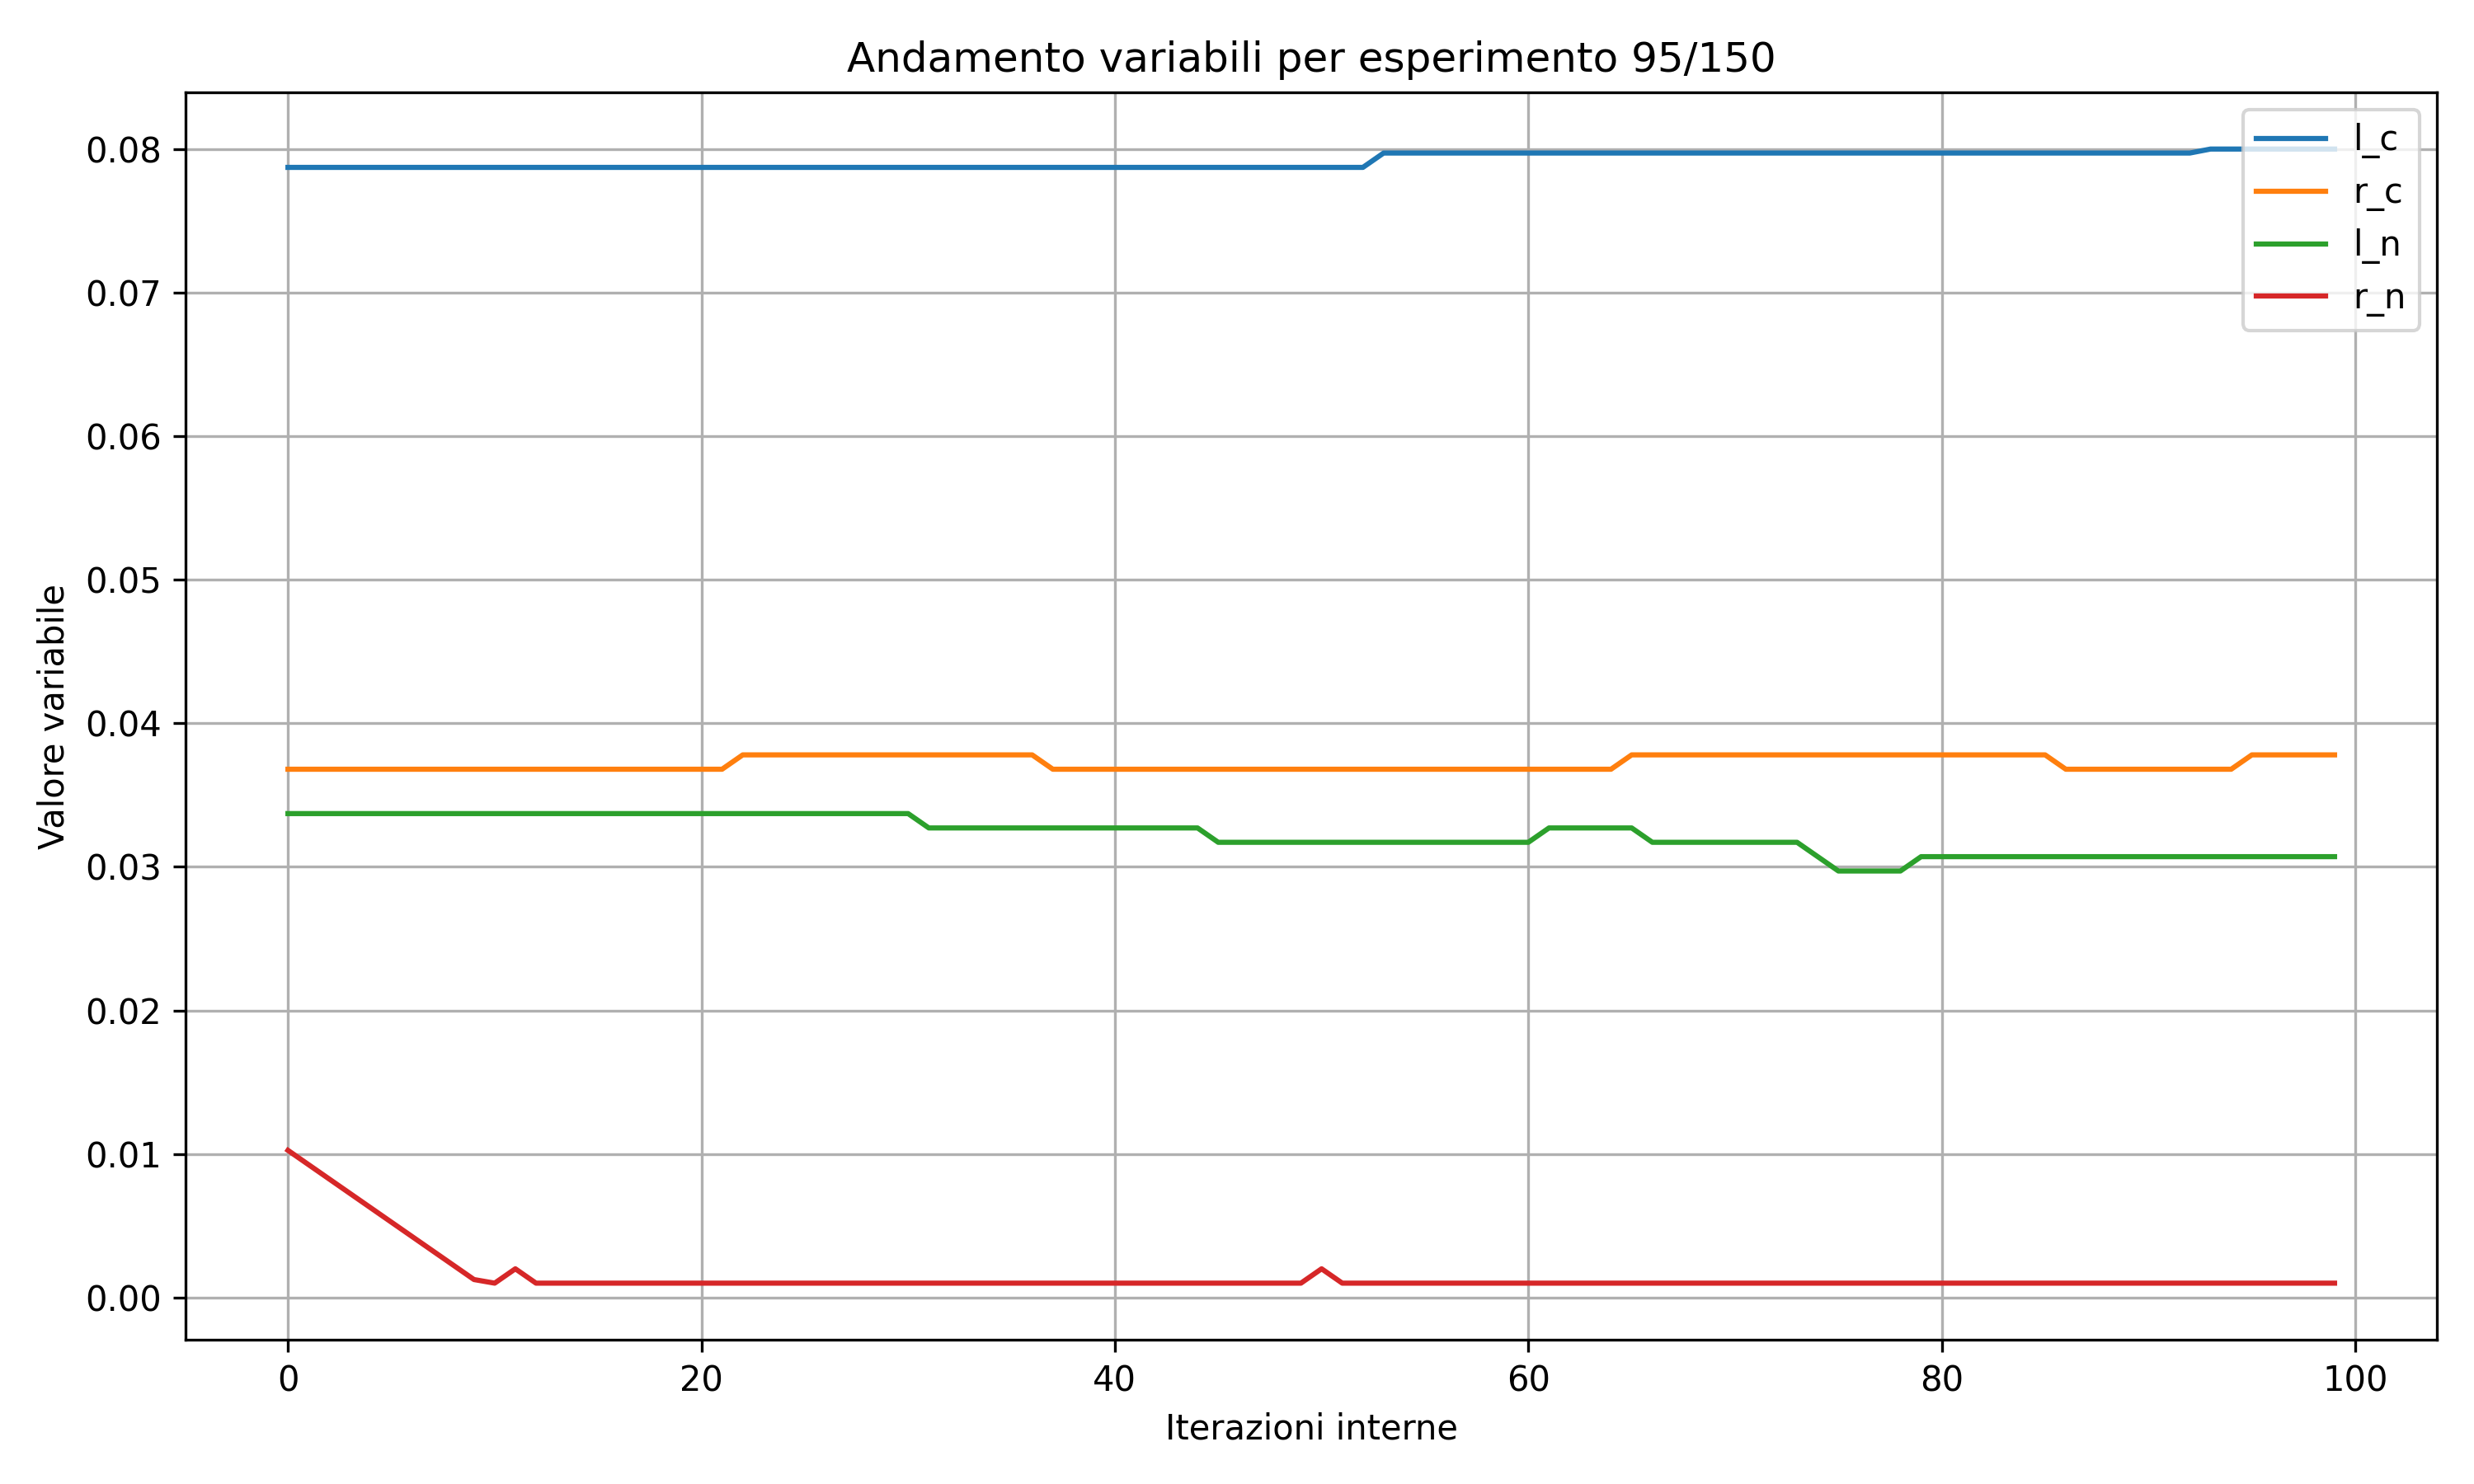 Andamento variabili per esperimento 95/150
l_c
r_c
l_n
r_n
Valore variabile
0.08
0.07
0.06
0.05
0.04
0.03
0.02
0.01
0.00
0 20 40 60 80 100
Iterazioni interne